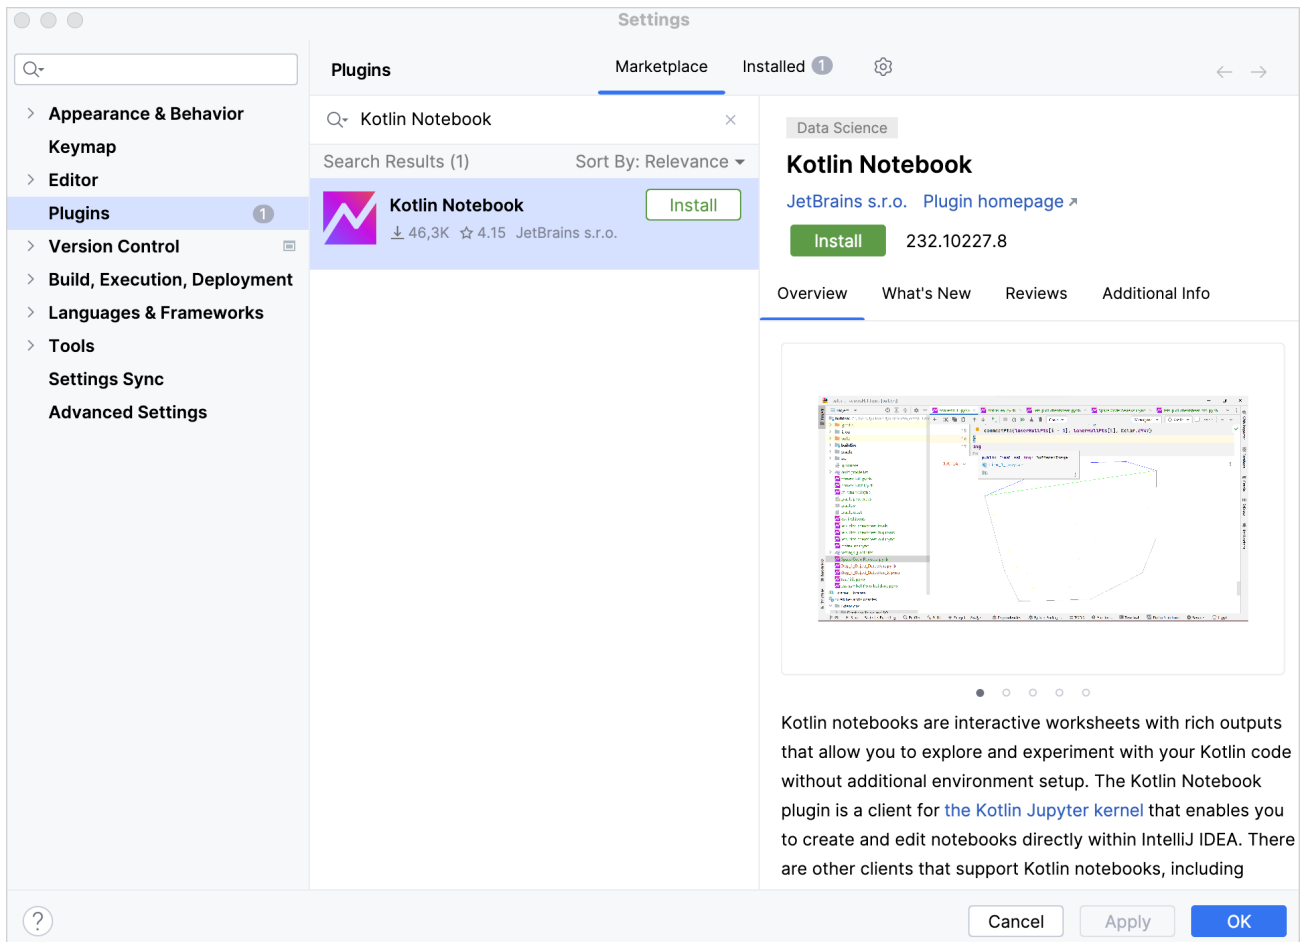 Settings
Plugins
Marketplace
Installed 1
Appearance & Behavior
Keymap
Editor
Plugins 1
Version Control
Build, Execution, Deployment
Languages & Frameworks
Tools
Settings Sync
Advanced Settings
Kotlin Notebook
Search Results (1) Sort By: Relevance
Kotlin Notebook
Install
46,3K 4.15 JetBrains s.r.o.
Data Science
Kotlin Notebook
JetBrains s.r.o. Plugin homepage
Install 232.10227.8
Overview What's New Reviews Additional Info
Kotlin notebooks are interactive worksheets with rich outputs
that allow you to explore and experiment with your Kotlin code
without additional environment setup. The Kotlin Notebook
plugin is a client for the Kotlin Jupyter kernel that enables you
to create and edit notebooks directly within IntelliJ IDEA. There
are other clients that support Kotlin notebooks, including
?
Cancel Apply OK